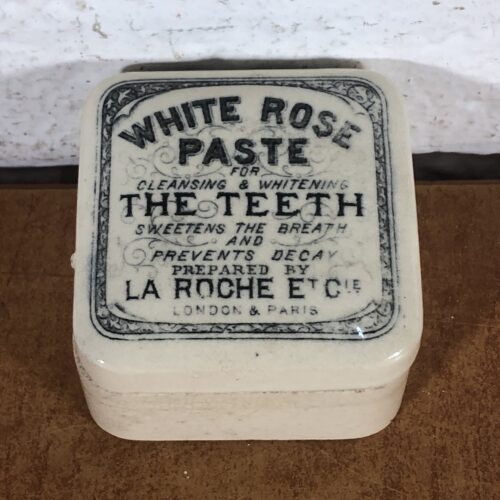 WHITE ROSE
PASTE
FOR
CLEANSING & WHITENING
THE TEETH
SWEETENS THE BREATH
AND
PREVENTS DECAY
PREPARED BY
LA ROCHE ET CIE
LONDON & PARIS